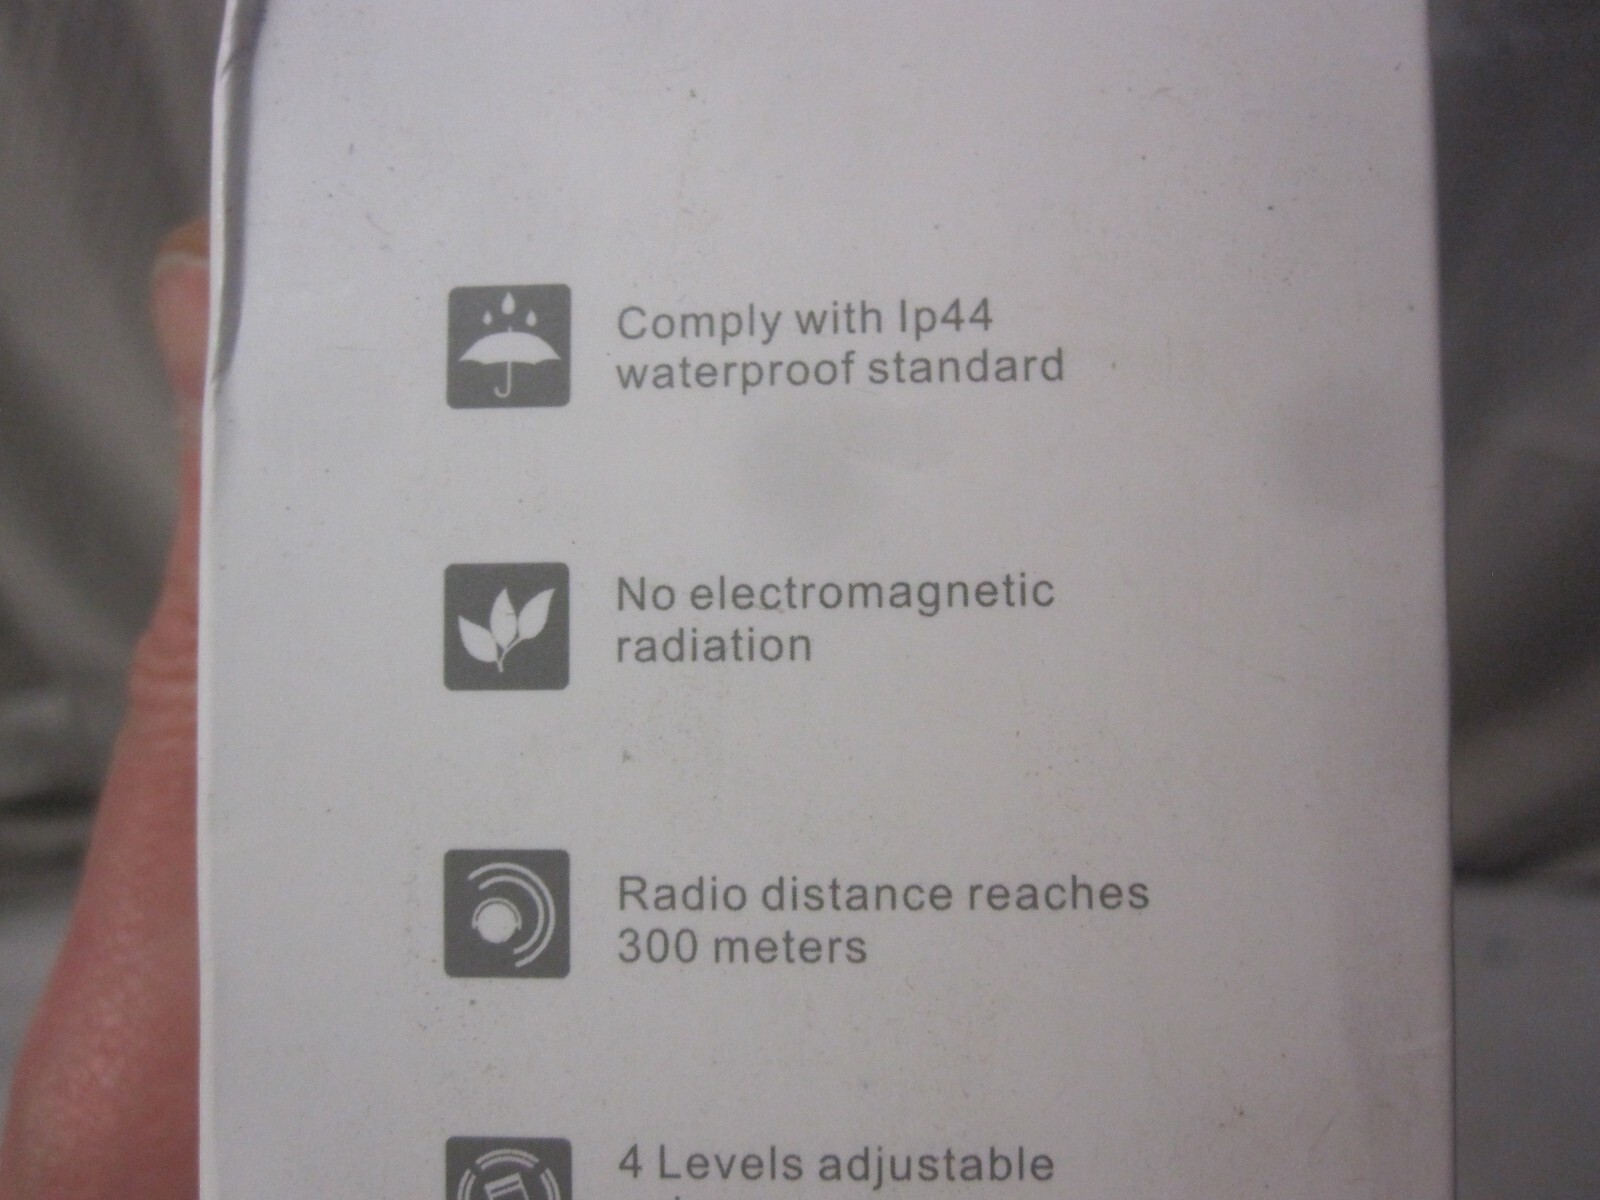 Comply with Ip44
waterproof standard
No electromagnetic
radiation
Radio distance reaches
300 meters
4 Levels adjustable